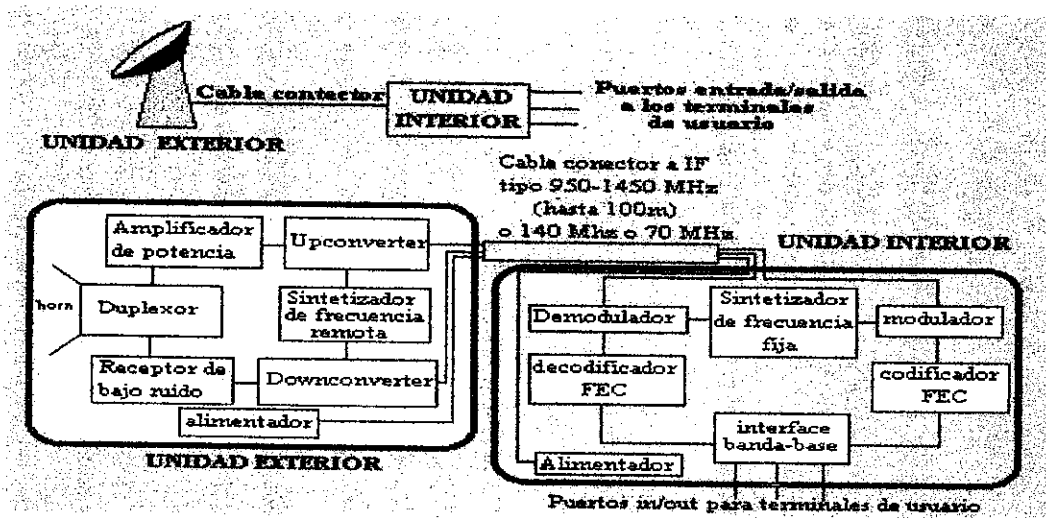 Cable contector
UNIDAD
INTERIOR
Puertos entrada/salida
a los terminales
de usuario
UNIDAD EXTERIOR
Cable conector a IF
tipo 950-1450 MHz
(hasta 100m)
o 140 Mhz o 70 MHz
UNIDAD INTERIOR
Amplificador
de potencia
Upconverter
horn
Duplexor
Sintetizador
de frecuencia
remota
Receptor de
bajo ruido
Downconverter
alimentador
UNIDAD EXTERIOR
Demodulador
Sintetizador
de frecuencia
fija
modulador
decodificador
FEC
codificador
FEC
interface
banda-base
Alimentador
Puertos in/out para terminales de usuario